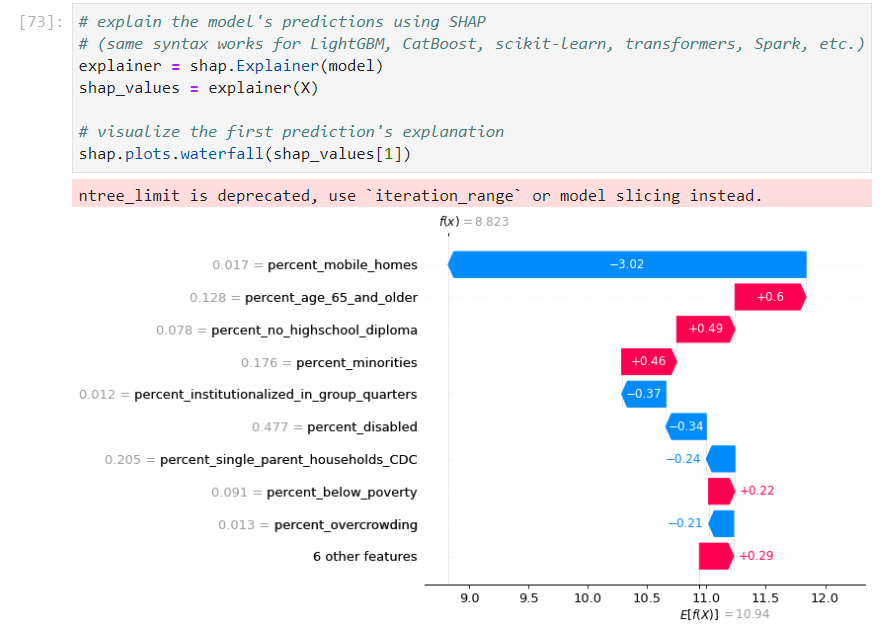 [73]:
# explain the model's predictions using SHAP
# (same syntax works for LightGBM, CatBoost, scikit-learn, transformers, Spark, etc.)
explainer = shap.Explainer(model)
shap_values = explainer(X)
# visualize the first prediction's explanation
shap.plots.waterfall(shap_values[1])
ntree_limit is deprecated, use `iteration_range` or model slicing instead.
f(x) = 8.823
0.017 = percent_mobile_homes −3.02
0.128 = percent_age_65_and_older +0.6
0.078 = percent_no_highschool_diploma +0.49
0.176 = percent_minorities +0.46
0.012 = percent_institutionalized_in_group_quarters −0.37
0.477 = percent_disabled −0.34
0.205 = percent_single_parent_households_CDC −0.24
0.091 = percent_below_poverty +0.22
0.013 = percent_overcrowding −0.21
6 other features +0.29
9.0 9.5 10.0 10.5 11.0 11.5 12.0
E[f(X)] = 10.94